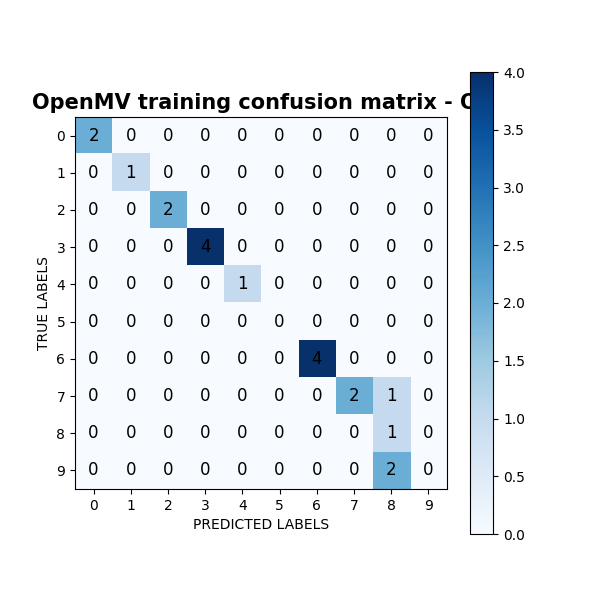 OpenMV training confusion matrix -
0 2 0 0 0 0 0 0 0 0 0
1 0 1 0 0 0 0 0 0 0 0
2 0 0 2 0 0 0 0 0 0 0
3 0 0 0 4 0 0 0 0 0 0
4 0 0 0 0 1 0 0 0 0 0
5 0 0 0 0 0 0 0 0 0 0
6 0 0 0 0 0 0 4 0 0 0
7 0 0 0 0 0 0 0 2 1 0
8 0 0 0 0 0 0 0 0 1 0
9 0 0 0 0 0 0 0 0 2 0
0 1 2 3 4 5 6 7 8 9
PREDICTED LABELS
TRUE LABELS
4.0
3.5
3.0
2.5
2.0
1.5
1.0
0.5
0.0